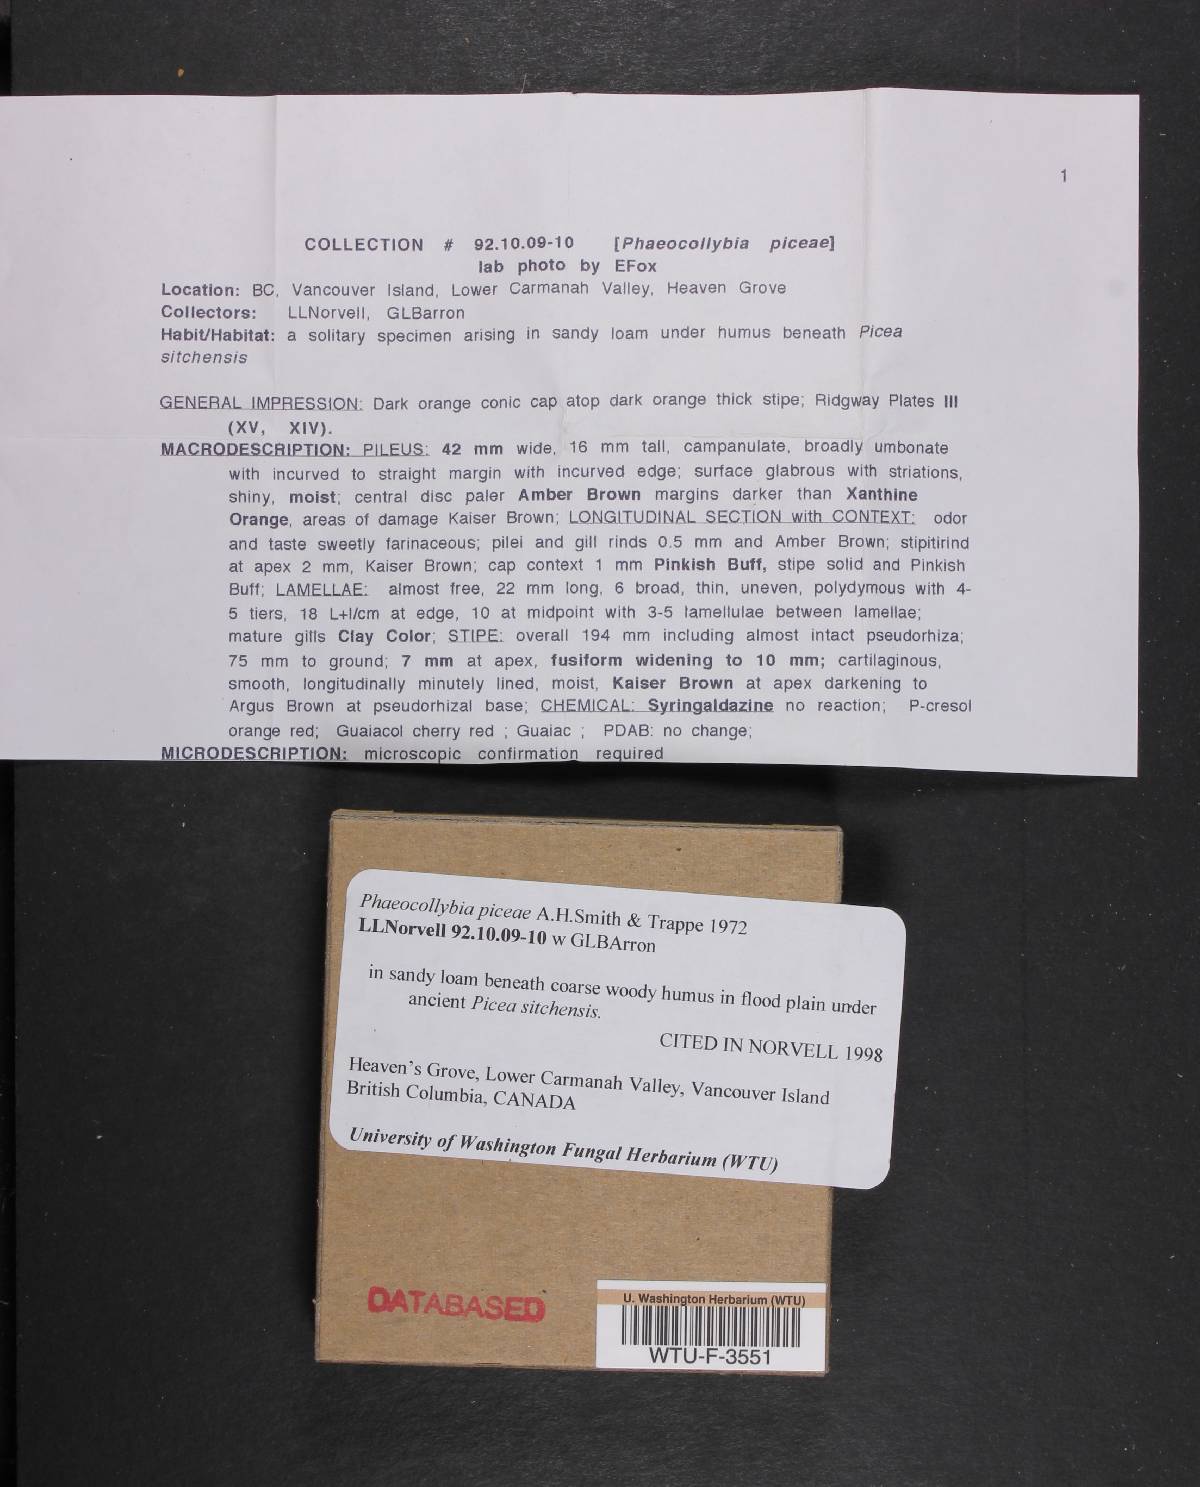 1
COLLECTION # 92.10.09-10 [Phaeocollybia piceae]
lab photo by EFox
Location: BC, Vancouver Island, Lower Carmanah Valley, Heaven Grove
Collectors: LLNorvell, GLBarron
Habit/Habitat: a solitary specimen arising in sandy loam under humus beneath Picea
sitchensis
GENERAL IMPRESSION: Dark orange conic cap atop dark orange thick stipe; Ridgway Plates III
(XV, XIV).
MACRODESCRIPTION: PILEUS: 42 mm wide, 16 mm tall, campanulate, broadly umbonate
with incurved to straight margin with incurved edge; surface glabrous with striations,
shiny, moist; central disc paler Amber Brown margins darker than Xanthine
Orange, areas of damage Kaiser Brown; LONGITUDINAL SECTION with CONTEXT: odor
and taste sweetly farinaceous; pilei and gill rinds 0.5 mm and Amber Brown; stipitirind
at apex 2 mm, Kaiser Brown; cap context 1 mm Pinkish Buff, stipe solid and Pinkish
Buff; LAMELLAE: almost free, 22 mm long, 6 broad, thin, uneven, polydymous with 4-
5 tiers, 18 L+l/cm at edge, 10 at midpoint with 3-5 lamellulae between lamellae;
mature gills Clay Color; STIPE: overall 194 mm including almost intact pseudorhiza;
75 mm to ground; 7 mm at apex, fusiform widening to 10 mm; cartilaginous,
smooth, longitudinally minutely lined, moist, Kaiser Brown at apex darkening to
Argus Brown at pseudorhizal base; CHEMICAL: Syringaldazine no reaction; P-cresol
orange red; Guaiacol cherry red ; Guaiac ; PDAB: no change;
MICRODESCRIPTION: microscopic confirmation required
Phaeocollybia piceae A.H.Smith & Trappe 1972
LLNorvell 92.10.09-10 w GLBArron
in sandy loam beneath coarse woody humus in flood plain under
ancient Picea sitchensis.
CITED IN NORVELL 1998
Heaven's Grove, Lower Carmanah Valley, Vancouver Island
British Columbia, CANADA
University of Washington Fungal Herbarium (WTU)
DATABASED
U. Washington Herbarium (WTU)
WTU-F-3551